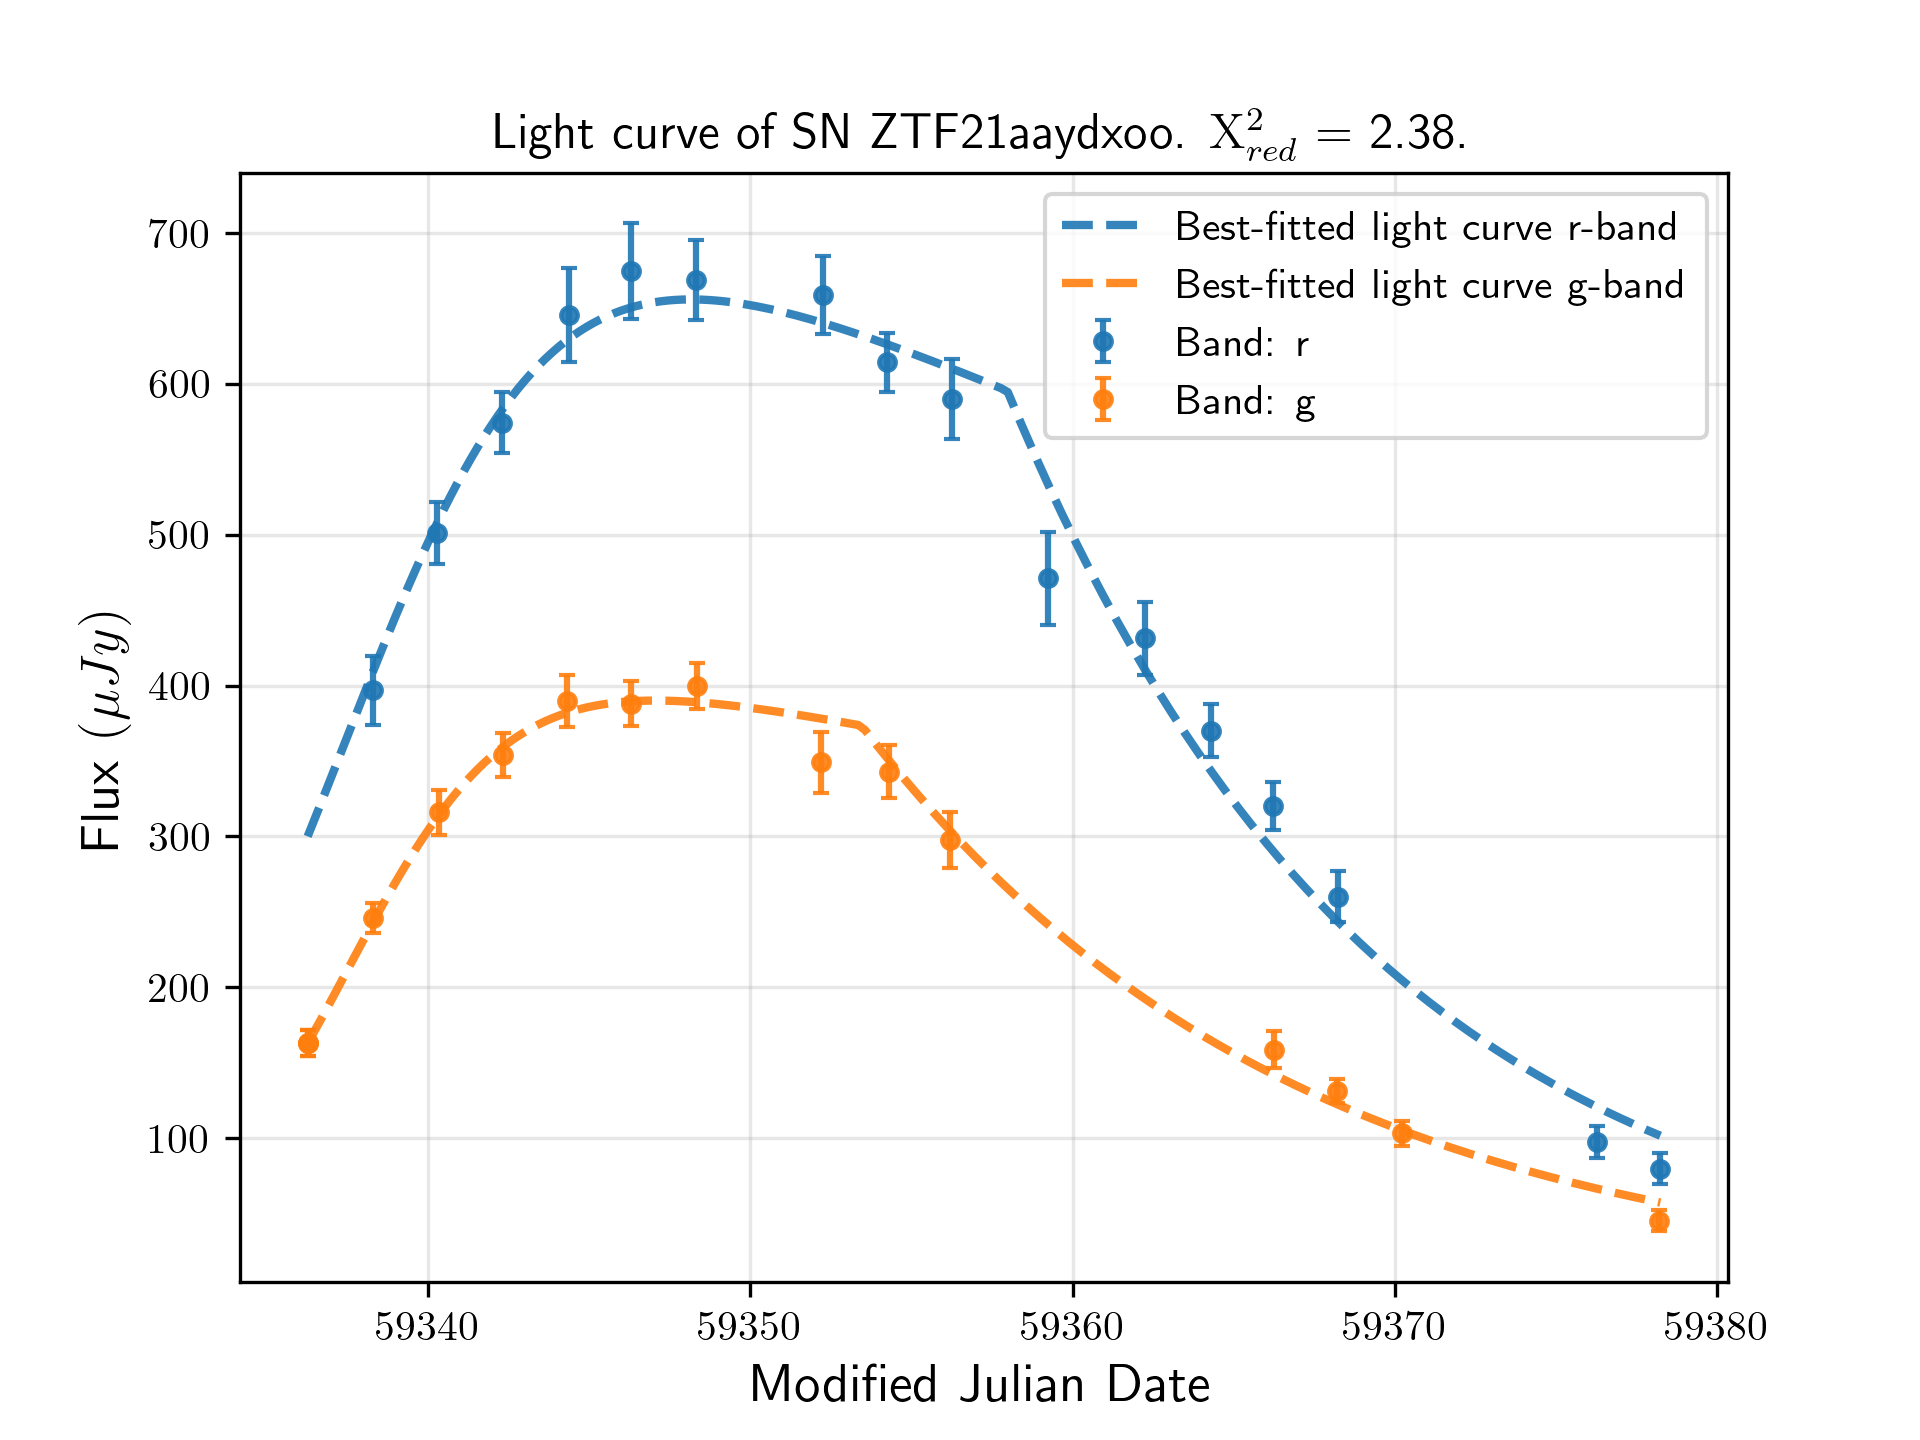 Light curve of SN ZTF21aaydxoo. X²_red = 2.38.
Best-fitted light curve r-band
Best-fitted light curve g-band
Band: r
Band: g
Flux (μJy)
700
600
500
400
300
200
100
59340 59350 59360 59370 59380
Modified Julian Date